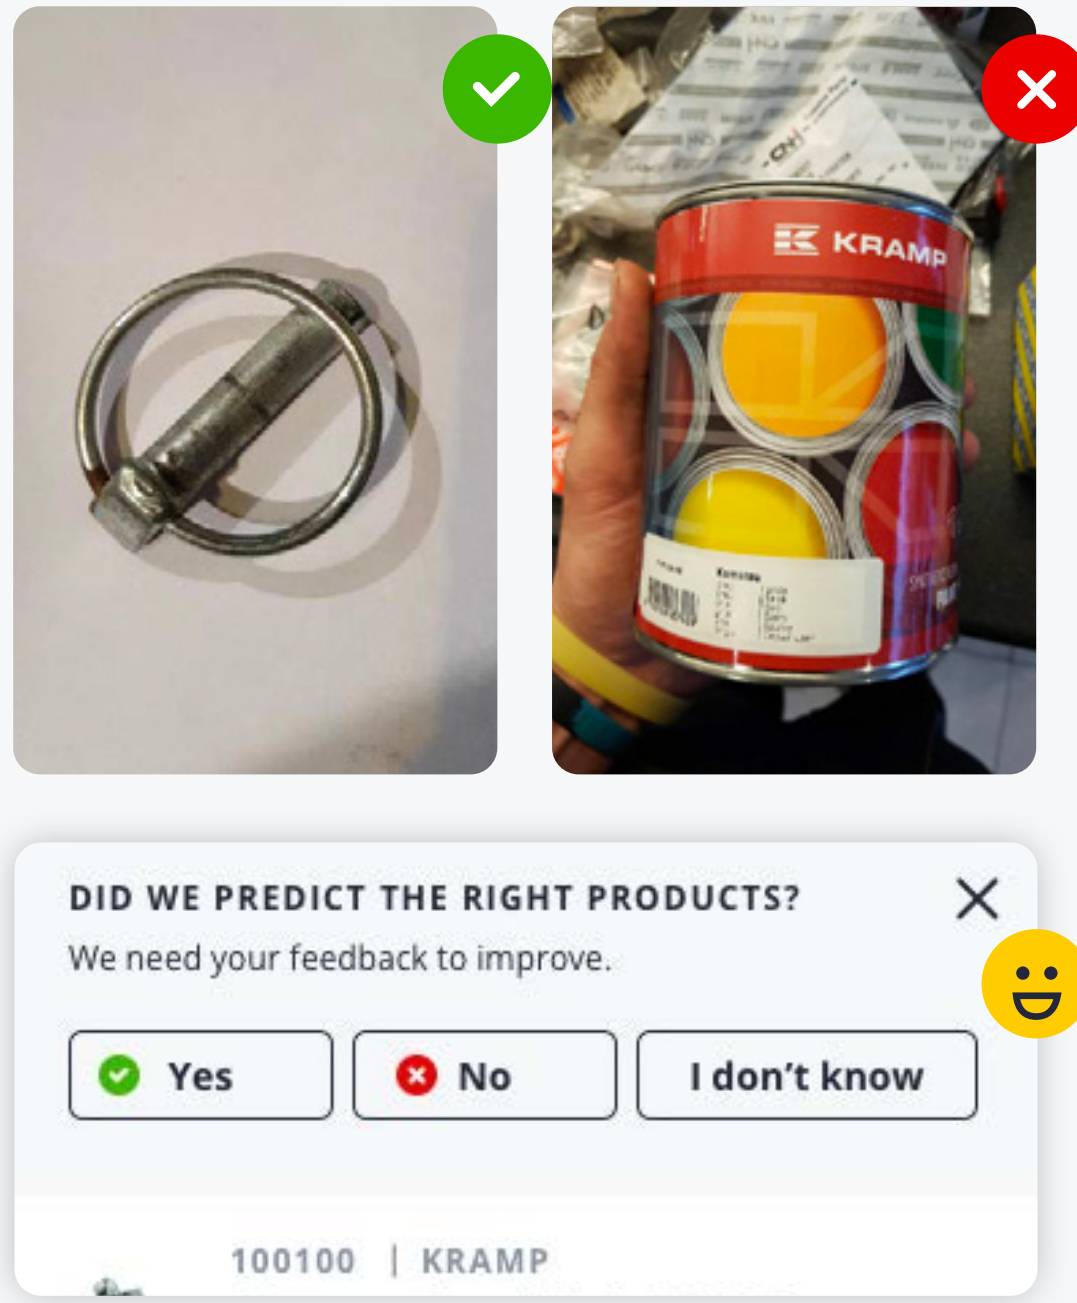 CNH
KRAMP
DID WE PREDICT THE RIGHT PRODUCTS?
We need your feedback to improve.
Yes
No
I don’t know
100100 | KRAMP